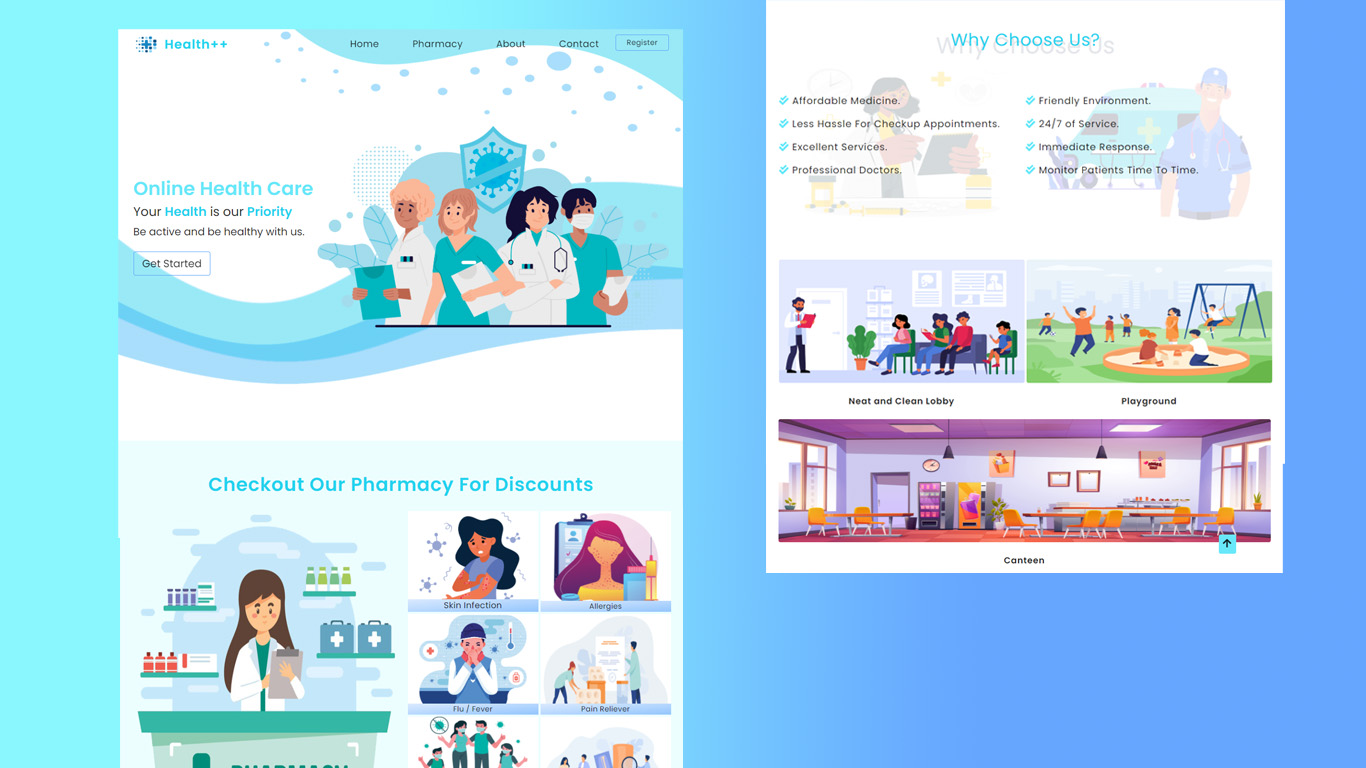 Health++
Home Pharmacy About Contact Register
Online Health Care
Your Health is our Priority
Be active and be healthy with us.
Get Started
Checkout Our Pharmacy For Discounts
Skin Infection
Allergies
Flu / Fever
Pain Reliever
PHARMACY
Why Choose Us?
Why Choose Us
Affordable Medicine.
Less Hassle For Checkup Appointments.
Excellent Services.
Professional Doctors.
Friendly Environment.
24/7 of Service.
Immediate Response.
Monitor Patients Time To Time.
Neat and Clean Lobby
Playground
Canteen